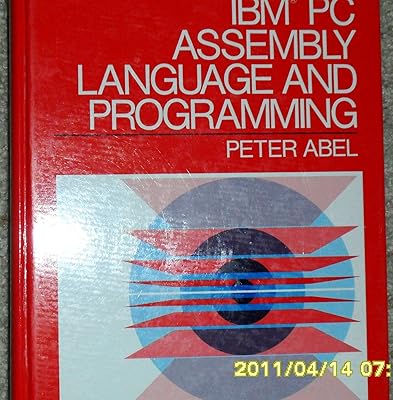 IBM® PC
ASSEMBLY
LANGUAGE AND
PROGRAMMING
PETER ABEL
2011/04/14 07: